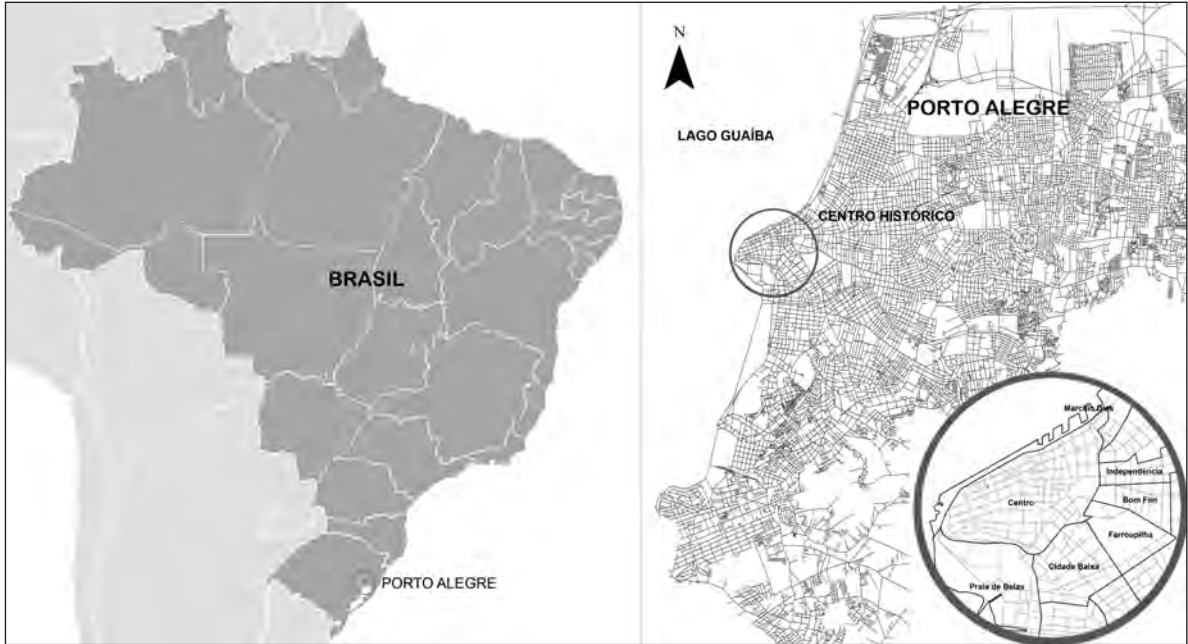 BRASIL
PORTO ALEGRE
N
PORTO ALEGRE
LAGO GUAÍBA
CENTRO HISTÓRICO
Marcílio Dias
Independência
Bom Fim
Centro
Farroupilha
Cidade Baixa
Praia de Belas